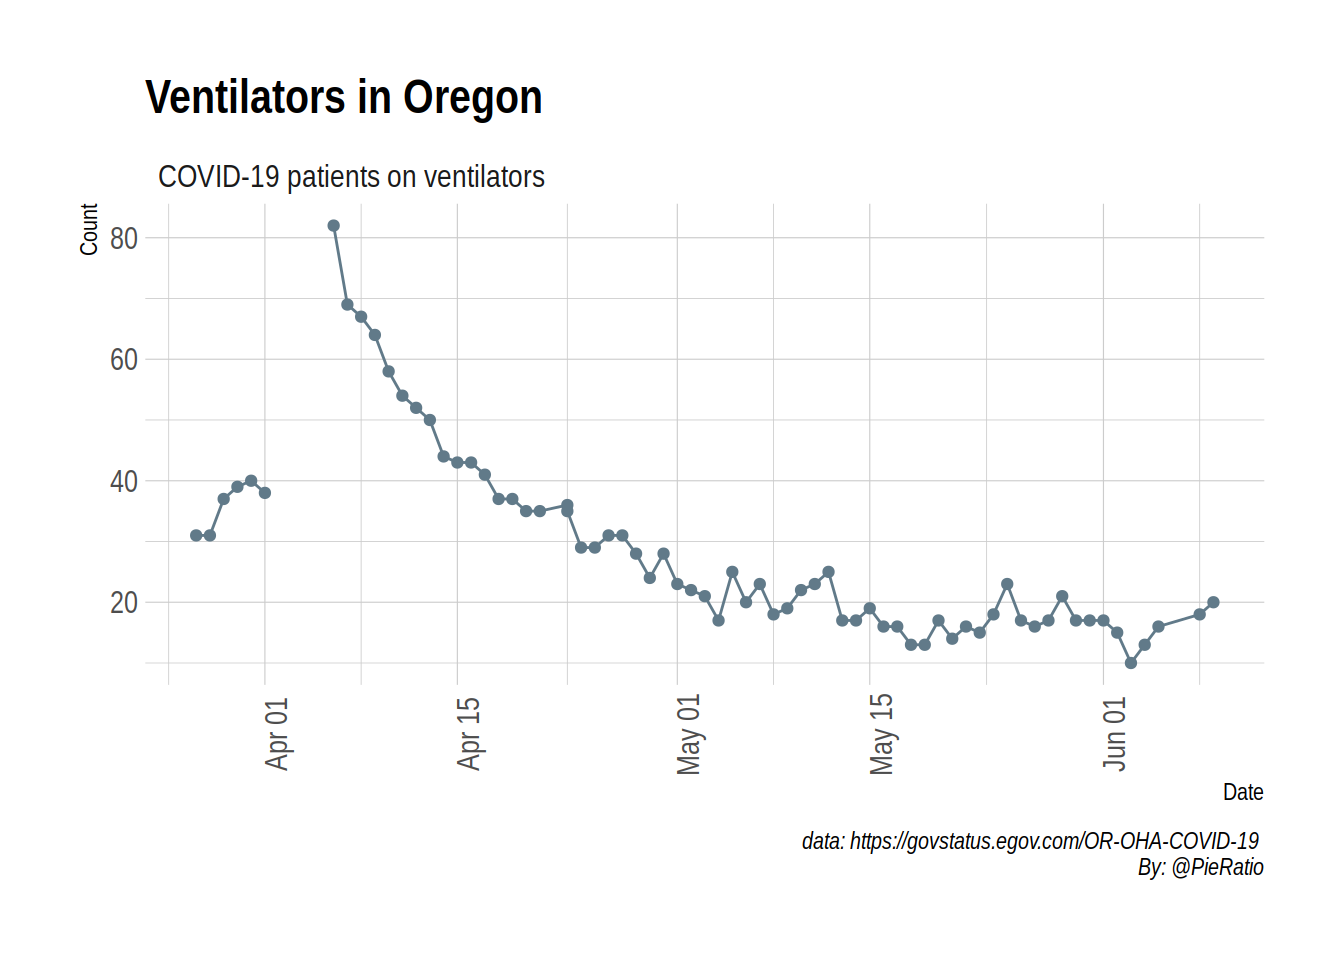 Ventilators in Oregon
COVID-19 patients on ventilators
Count
80
60
40
20
Apr 01
Apr 15
May 01
May 15
Jun 01
Date
data: https://govstatus.egov.com/OR-OHA-COVID-19
By: @PieRatio